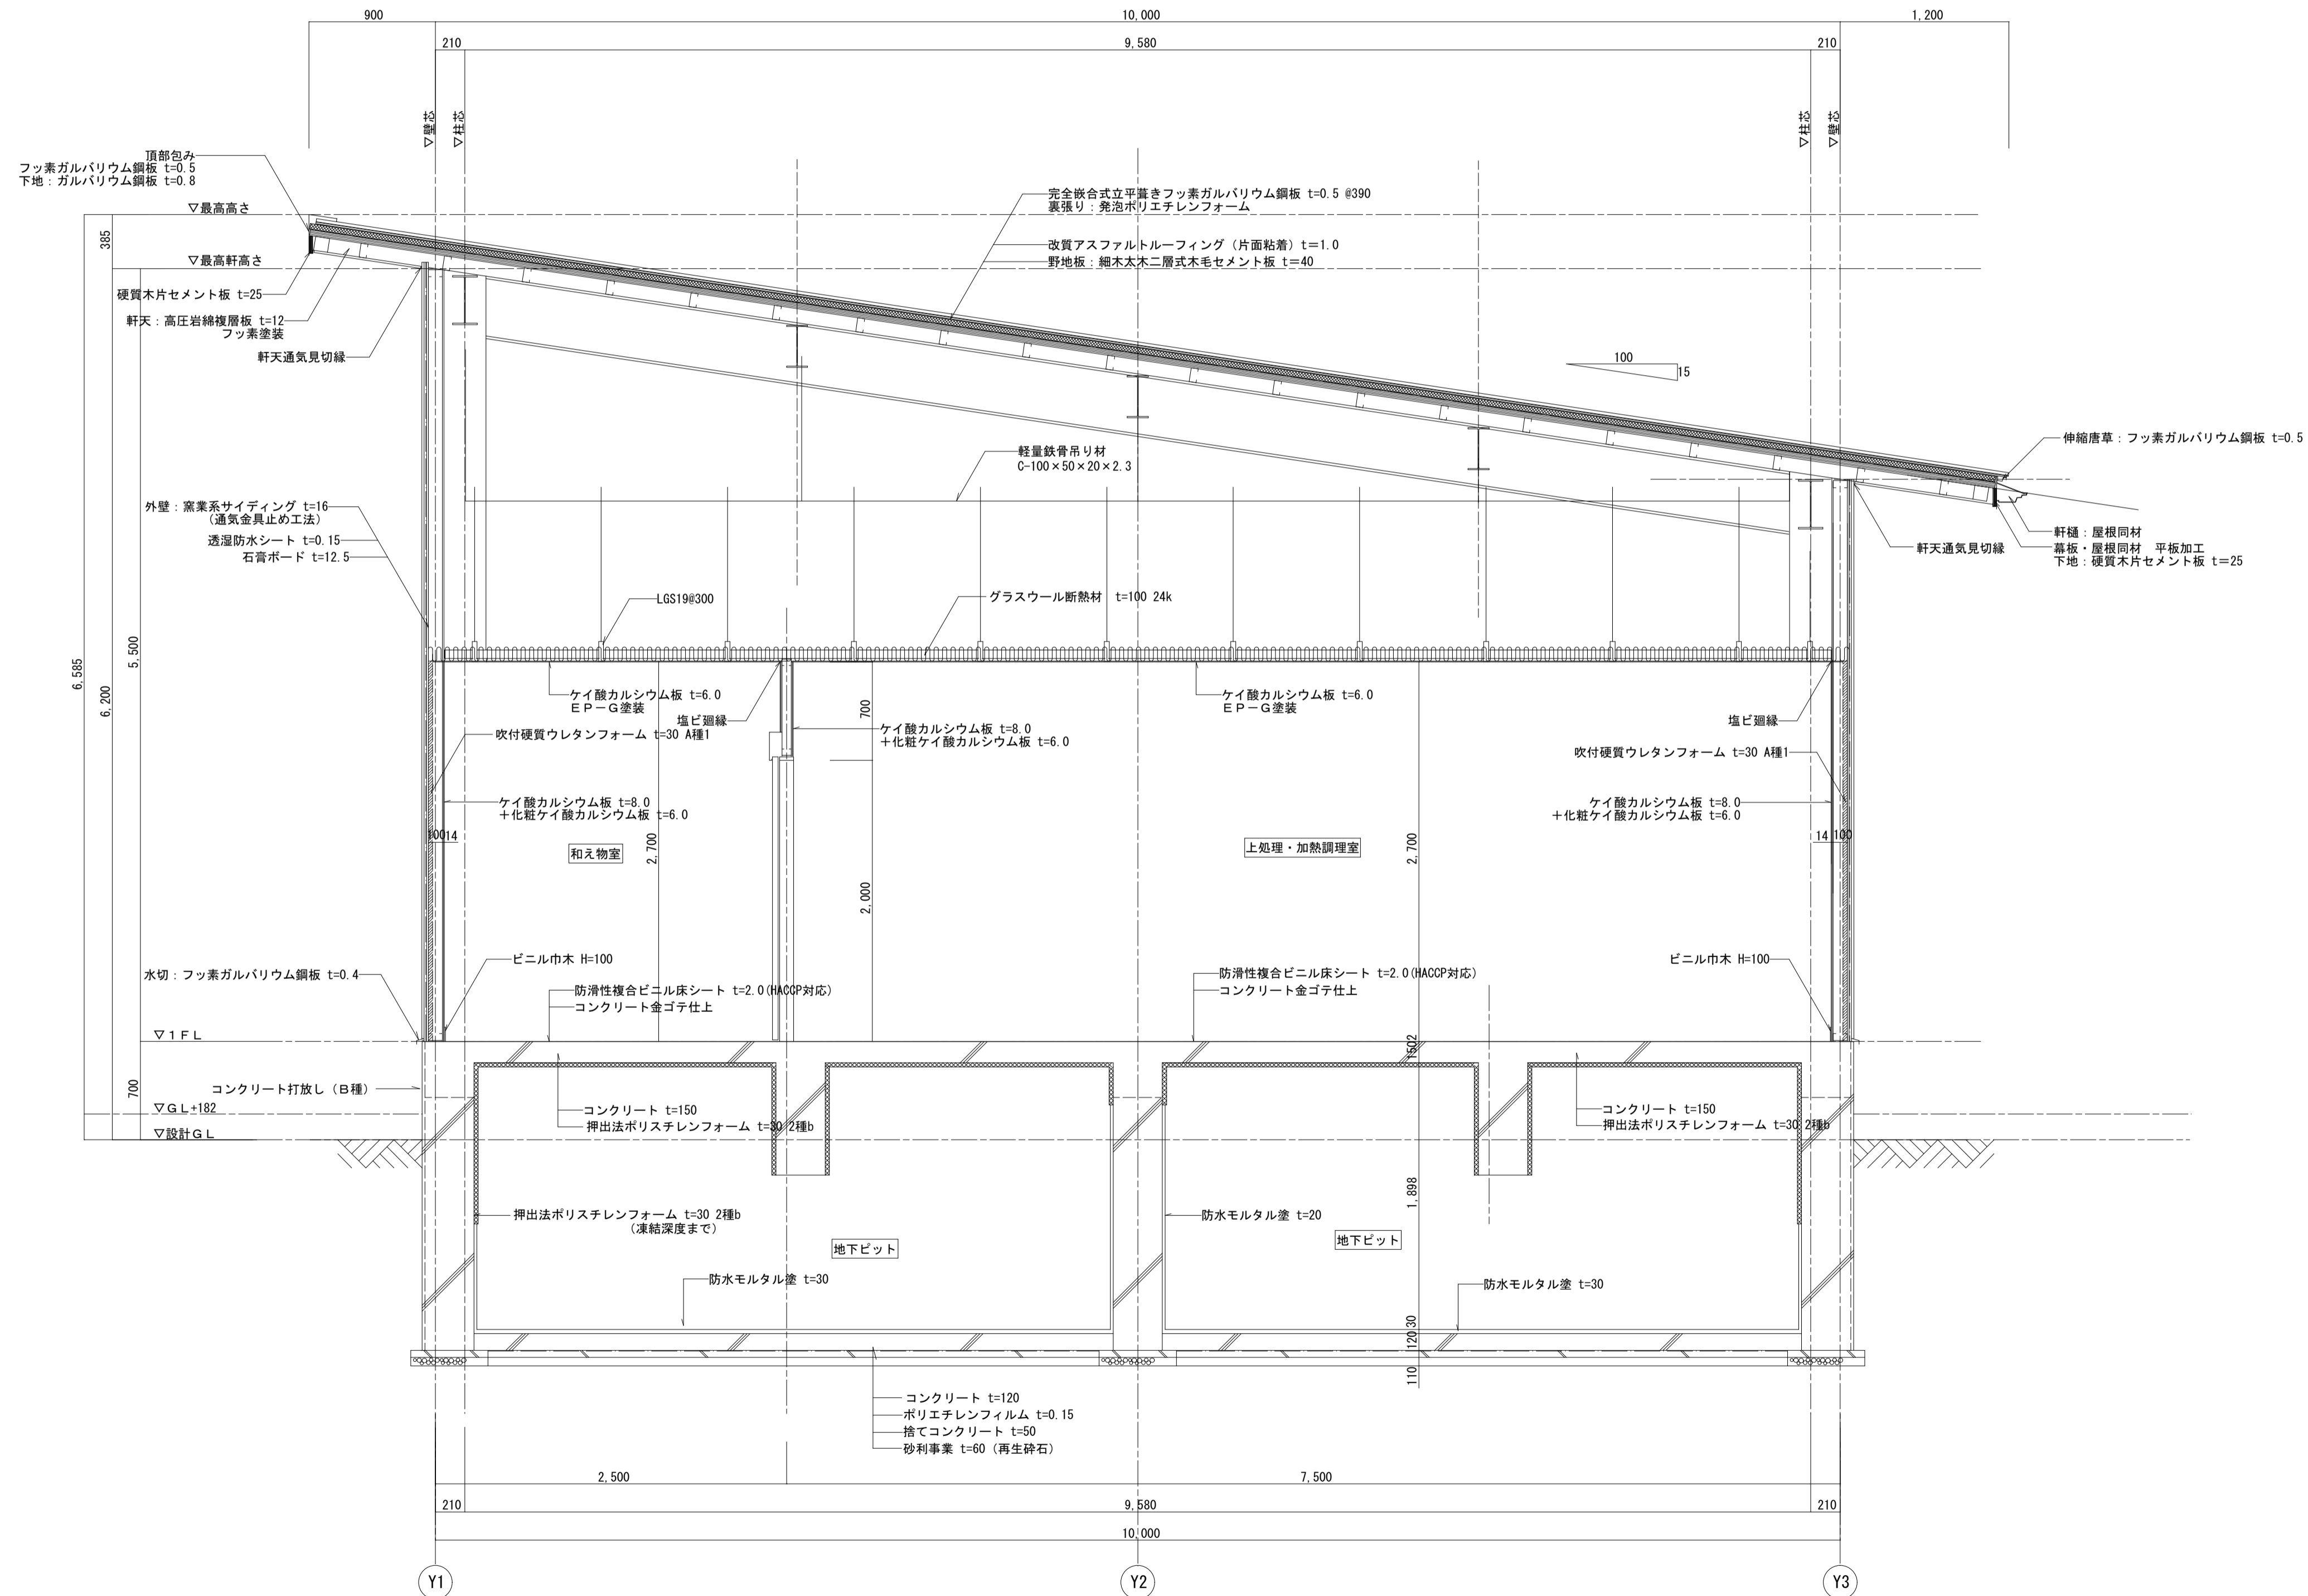 900
10,000
1,200
210
9,580
210
▽壁芯
▽柱芯
▽柱芯
▽壁芯
頂部包み
フッ素ガルバリウム鋼板 t=0.5
下地：ガルバリウム鋼板 t=0.8
▽最高高さ
385
▽最高軒高さ
硬質木片セメント板 t=25
軒天：高圧岩綿複層板 t=12
フッ素塗装
軒天通気見切縁
完全嵌合式立平葺きフッ素ガルバリウム鋼板 t=0.5 @390
裏張り：発泡ポリエチレンフォーム
改質アスファルトルーフィング（片面粘着）t＝1.0
野地板：細木太木二層式木毛セメント板 t＝40
100
15
軽量鉄骨吊り材
C-100×50×20×2.3
伸縮唐草：フッ素ガルバリウム鋼板 t=0.5
軒樋：屋根同材
軒天通気見切縁
幕板・屋根同材　平板加工
下地：硬質木片セメント板 t＝25
外壁：窯業系サイディング t=16
（通気金具止め工法）
透湿防水シート t=0.15
石膏ボード t=12.5
LGS19@300
グラスウール断熱材　t=100 24k
6,585
6,200
5,500
ケイ酸カルシウム板 t=6.0
ＥＰ－Ｇ塗装
塩ビ廻縁
700
ケイ酸カルシウム板 t=8.0
＋化粧ケイ酸カルシウム板 t=6.0
ケイ酸カルシウム板 t=6.0
ＥＰ－Ｇ塗装
塩ビ廻縁
吹付硬質ウレタンフォーム t=30 A種1
吹付硬質ウレタンフォーム t=30 A種1
ケイ酸カルシウム板 t=8.0
＋化粧ケイ酸カルシウム板 t=6.0
ケイ酸カルシウム板 t=8.0
＋化粧ケイ酸カルシウム板 t=6.0
100
14
和え物室
2,700
2,000
上処理・加熱調理室
2,700
14
100
水切：フッ素ガルバリウム鋼板 t=0.4
ビニル巾木 H=100
防滑性複合ビニル床シート t=2.0(HACCP対応)
コンクリート金ゴテ仕上
防滑性複合ビニル床シート t=2.0(HACCP対応)
コンクリート金ゴテ仕上
ビニル巾木 H=100
▽１ＦＬ
1502
コンクリート打放し（Ｂ種）
700
▽ＧＬ+182
▽設計ＧＬ
コンクリート t=150
押出法ポリスチレンフォーム t=30 2種b
コンクリート t=150
押出法ポリスチレンフォーム t=30 2種b
押出法ポリスチレンフォーム t=30 2種b
（凍結深度まで）
防水モルタル塗 t=20
1,898
地下ピット
地下ピット
防水モルタル塗 t=30
防水モルタル塗 t=30
30
120
110
コンクリート t=120
ポリエチレンフィルム t=0.15
捨てコンクリート t=50
砂利事業 t=60（再生砕石）
2,500
7,500
210
9,580
210
10,000
Y1
Y2
Y3